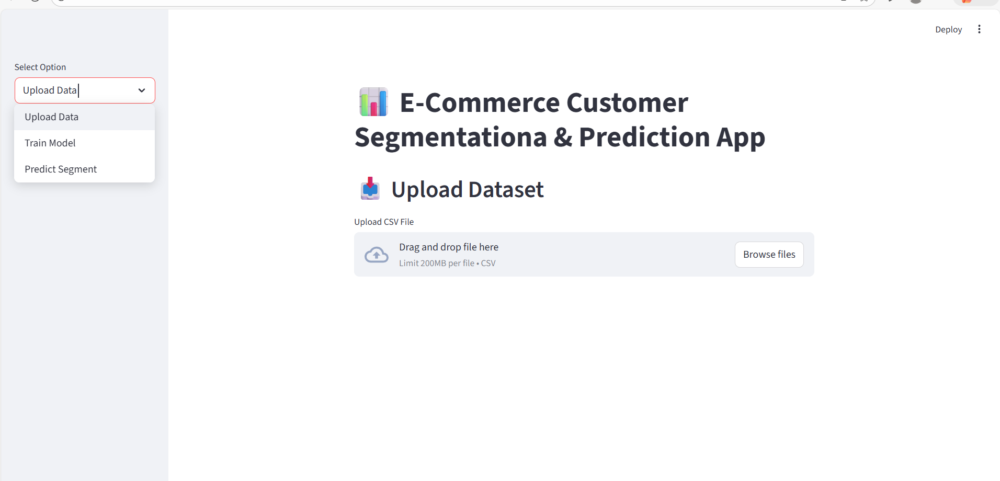 Deploy
Select Option
Upload Data
Upload Data
Train Model
Predict Segment
E-Commerce Customer
Segmentationa & Prediction App
Upload Dataset
Upload CSV File
Drag and drop file here
Limit 200MB per file • CSV
Browse files